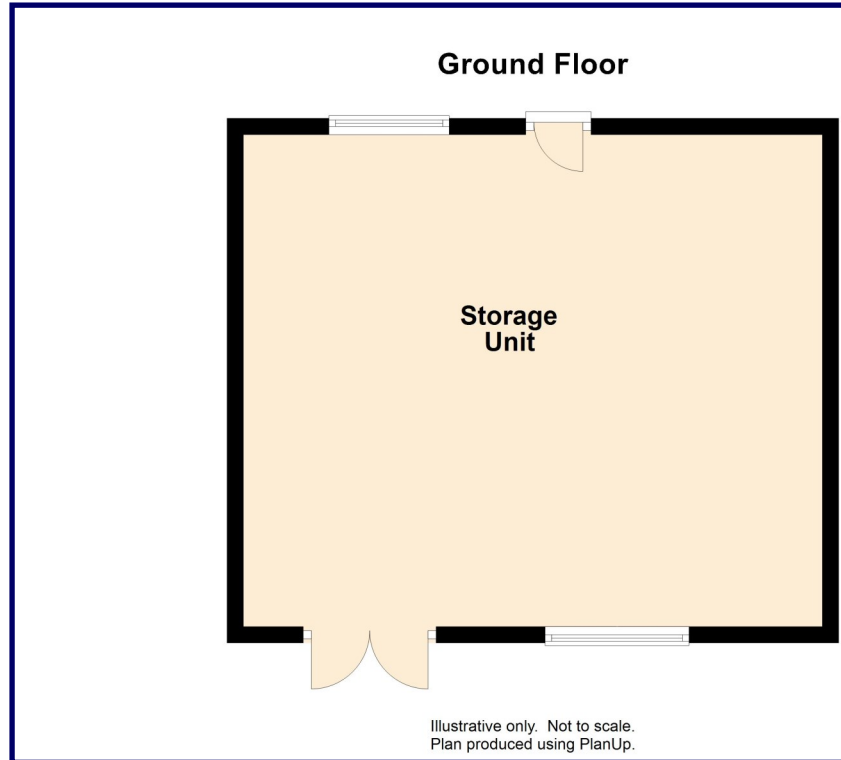 Ground Floor
Storage
Unit
Illustrative only.  Not to scale.
Plan produced using PlanUp.